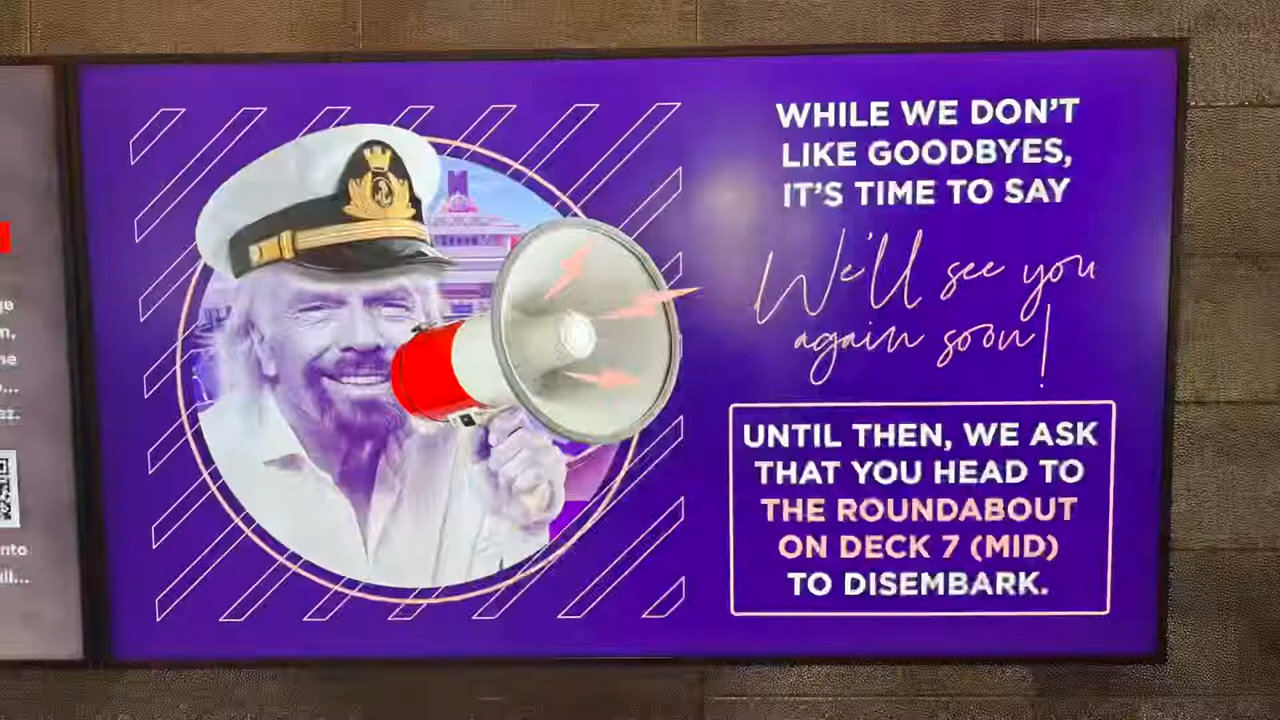 WHILE WE DON'T
LIKE GOODBYES,
IT'S TIME TO SAY
We'll see you
again soon!
UNTIL THEN, WE ASK
THAT YOU HEAD TO
THE ROUNDABOUT
ON DECK 7 (MID)
TO DISEMBARK.